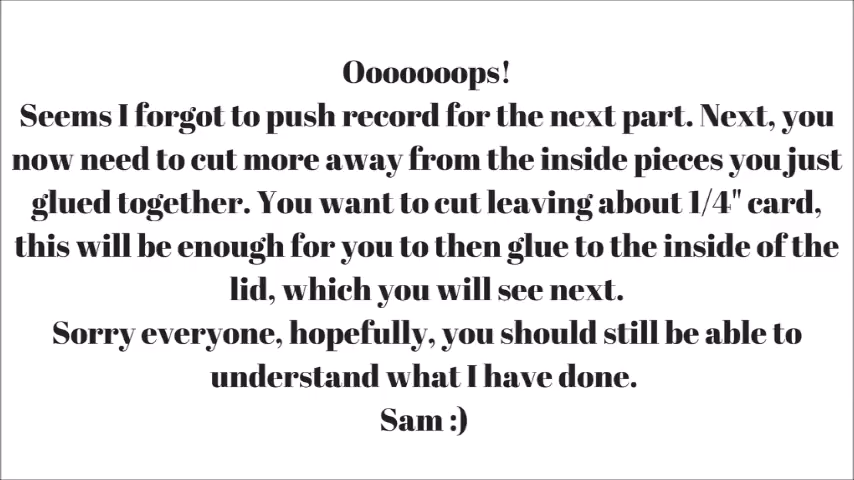 Ooooooops!
Seems I forgot to push record for the next part. Next, you
now need to cut more away from the inside pieces you just
glued together. You want to cut leaving about 1/4" card,
this will be enough for you to then glue to the inside of the
lid, which you will see next.
Sorry everyone, hopefully, you should still be able to
understand what I have done.
Sam :)